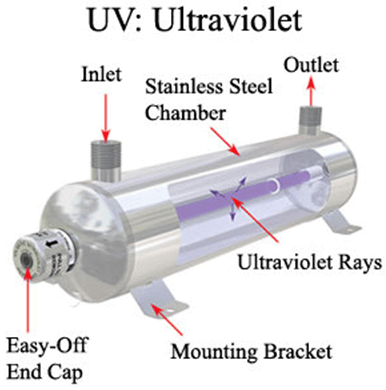 UV: Ultraviolet
Inlet
Outlet
Stainless Steel
Chamber
Ultraviolet Rays
Easy-Off
End Cap
Mounting Bracket